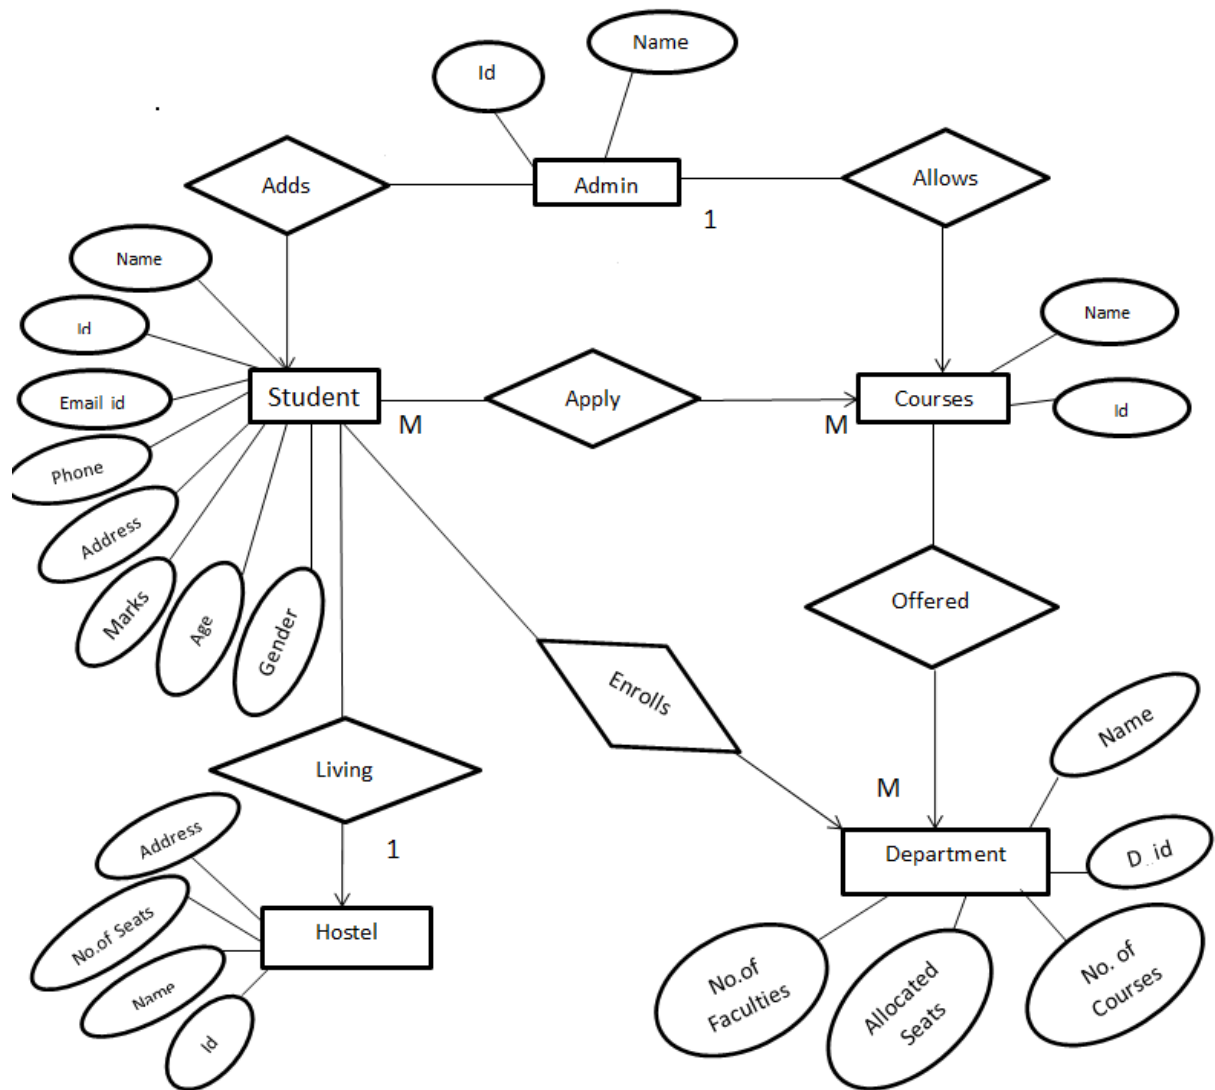 Name
Id
Adds
Admin
Allows
1
Name
Id
Name
Email id
Student
Apply
Courses
M
M
Id
Phone
Address
Marks
Age
Gender
Offered
Enrolls
Name
Living
M
Address
1
Department
D_id
No.of Seats
Hostel
Name
Id
No.of
Faculties
Allocated
Seats
No. of
Courses